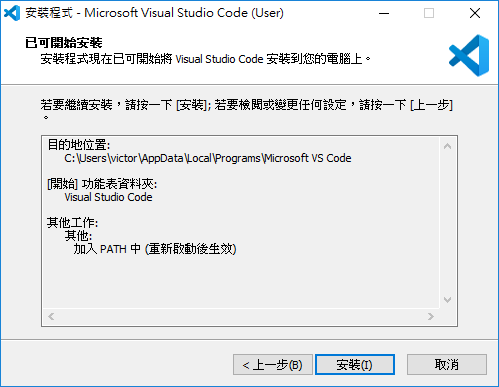 安裝程式 - Microsoft Visual Studio Code (User)
已可開始安裝
安裝程式現在已可開始將 Visual Studio Code 安裝到您的電腦上。
若要繼續安裝，請按一下 [安裝]; 若要檢閱或變更任何設定，請按一下 [上一步]
。
目的地位置:
C:\Users\victor\AppData\Local\Programs\Microsoft VS Code
[開始] 功能表資料夾:
Visual Studio Code
其他工作:
其他:
加入 PATH 中 (重新啟動後生效)
< 上一步(B)
安裝(I)
取消